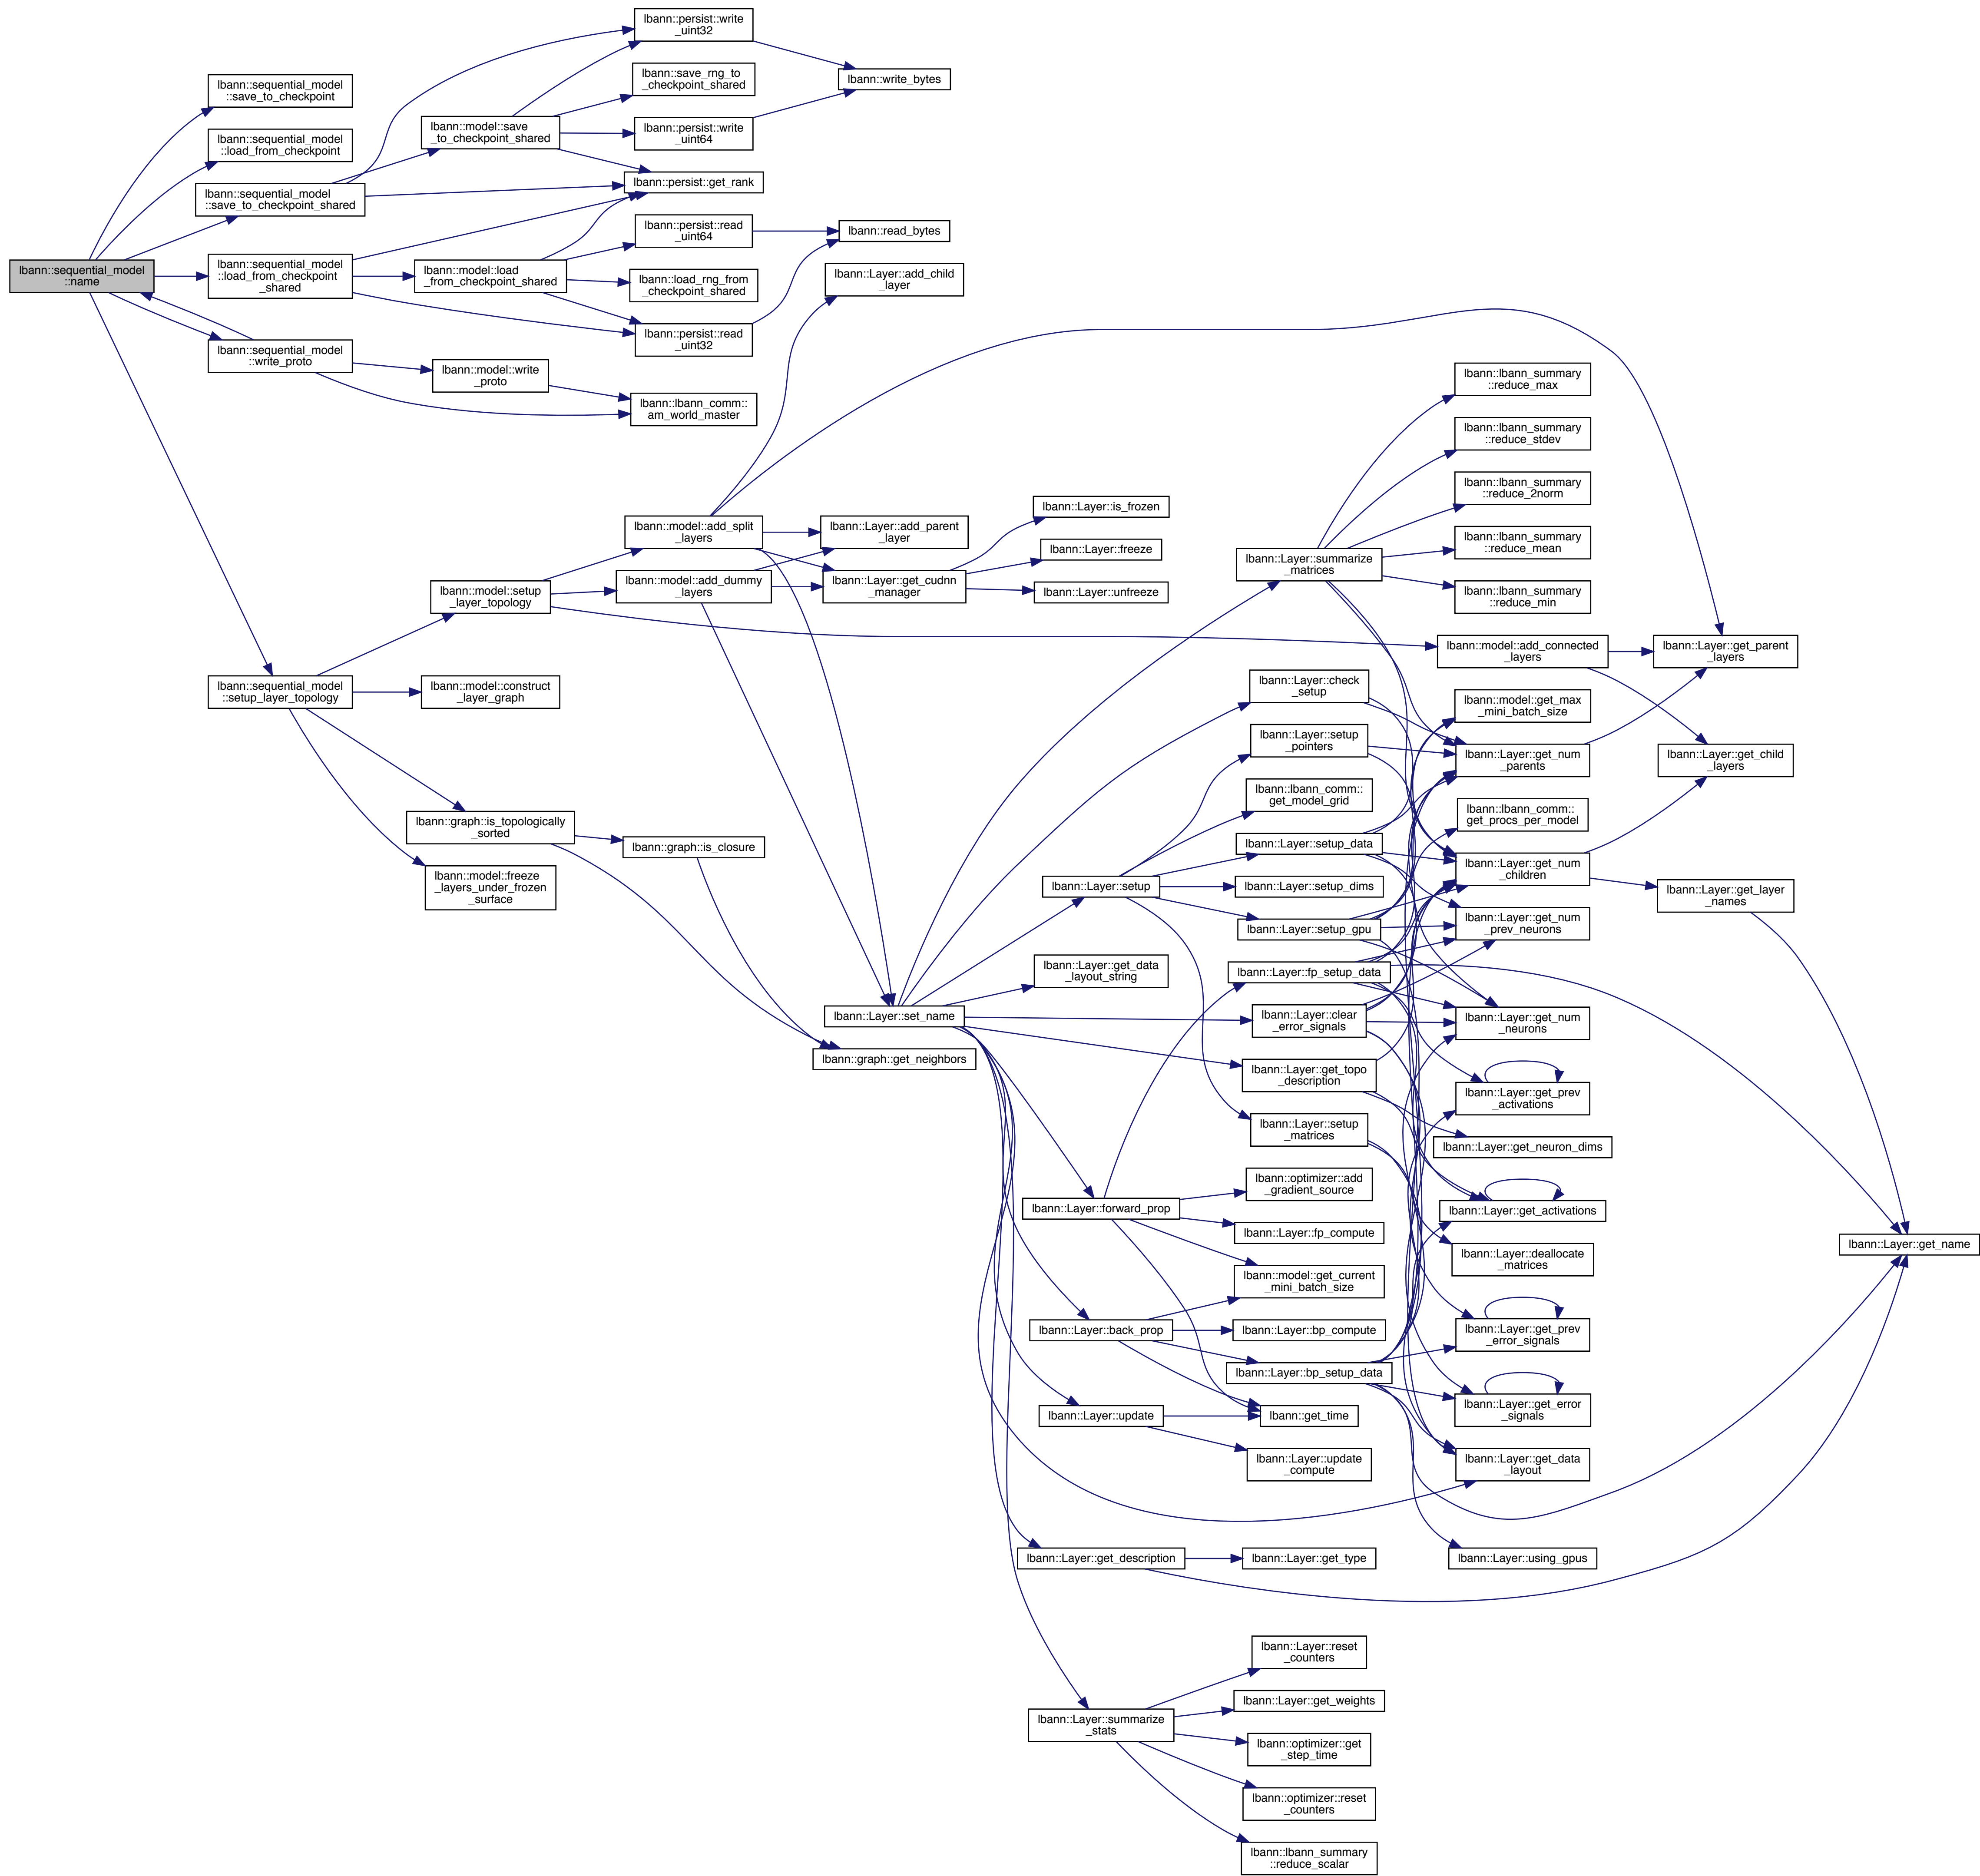 lbann::sequential_model
::name
lbann::sequential_model
::save_to_checkpoint
lbann::sequential_model
::load_from_checkpoint
lbann::sequential_model
::save_to_checkpoint_shared
lbann::sequential_model
::load_from_checkpoint
_shared
lbann::sequential_model
::write_proto
lbann::sequential_model
::setup_layer_topology
lbann::model::save
_to_checkpoint_shared
lbann::model::load
_from_checkpoint_shared
lbann::model::write
_proto
lbann::model::setup
_layer_topology
lbann::model::construct
_layer_graph
lbann::graph::is_topologically
_sorted
lbann::model::freeze
_layers_under_frozen
_surface
lbann::persist::write
_uint32
lbann::save_rng_to
_checkpoint_shared
lbann::persist::write
_uint64
lbann::persist::get_rank
lbann::persist::read
_uint64
lbann::load_rng_from
_checkpoint_shared
lbann::persist::read
_uint32
lbann::lbann_comm::
am_world_master
lbann::model::add_split
_layers
lbann::model::add_dummy
_layers
lbann::graph::is_closure
lbann::write_bytes
lbann::read_bytes
lbann::Layer::add_child
_layer
lbann::Layer::add_parent
_layer
lbann::Layer::get_cudnn
_manager
lbann::Layer::set_name
lbann::graph::get_neighbors
lbann::Layer::is_frozen
lbann::Layer::freeze
lbann::Layer::unfreeze
lbann::Layer::setup
lbann::Layer::get_data
_layout_string
lbann::Layer::forward_prop
lbann::Layer::back_prop
lbann::Layer::update
lbann::Layer::get_description
lbann::Layer::summarize
_stats
lbann::Layer::summarize
_matrices
lbann::Layer::check
_setup
lbann::Layer::setup
_pointers
lbann::lbann_comm::
get_model_grid
lbann::Layer::setup_data
lbann::Layer::setup_dims
lbann::Layer::setup_gpu
lbann::Layer::fp_setup_data
lbann::Layer::clear
_error_signals
lbann::Layer::get_topo
_description
lbann::Layer::setup
_matrices
lbann::optimizer::add
_gradient_source
lbann::Layer::fp_compute
lbann::model::get_current
_mini_batch_size
lbann::Layer::bp_compute
lbann::Layer::bp_setup_data
lbann::get_time
lbann::Layer::update
_compute
lbann::Layer::get_type
lbann::Layer::reset
_counters
lbann::Layer::get_weights
lbann::optimizer::get
_step_time
lbann::optimizer::reset
_counters
lbann::lbann_summary
::reduce_scalar
lbann::lbann_summary
::reduce_max
lbann::lbann_summary
::reduce_stdev
lbann::lbann_summary
::reduce_2norm
lbann::lbann_summary
::reduce_mean
lbann::lbann_summary
::reduce_min
lbann::model::add_connected
_layers
lbann::model::get_max
_mini_batch_size
lbann::Layer::get_num
_parents
lbann::lbann_comm::
get_procs_per_model
lbann::Layer::get_num
_children
lbann::Layer::get_num
_prev_neurons
lbann::Layer::get_num
_neurons
lbann::Layer::get_prev
_activations
lbann::Layer::get_neuron_dims
lbann::Layer::get_activations
lbann::Layer::deallocate
_matrices
lbann::Layer::get_prev
_error_signals
lbann::Layer::get_error
_signals
lbann::Layer::get_data
_layout
lbann::Layer::using_gpus
lbann::Layer::get_parent
_layers
lbann::Layer::get_child
_layers
lbann::Layer::get_layer
_names
lbann::Layer::get_name